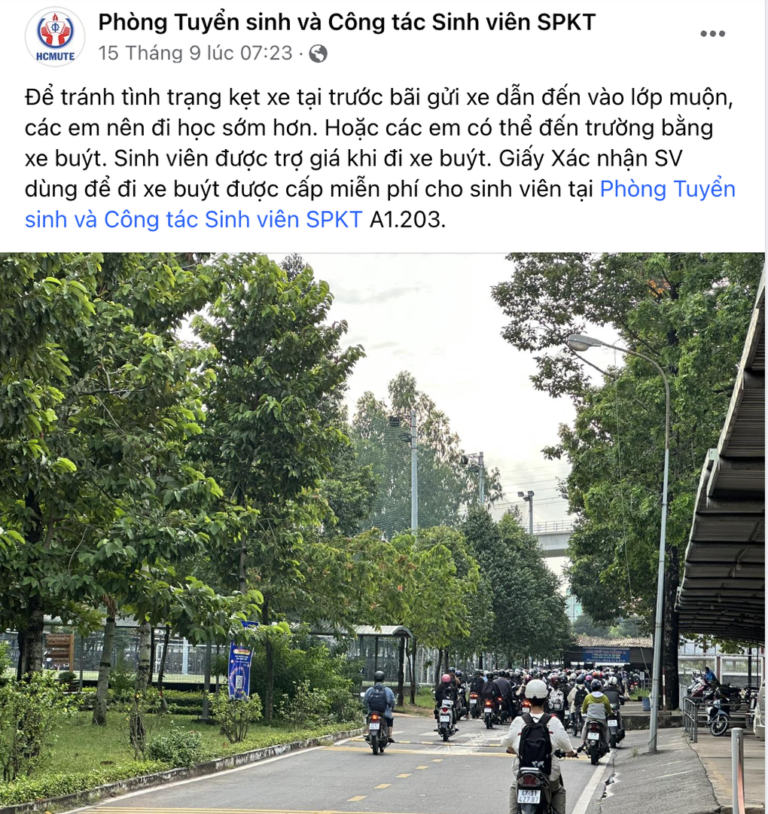 Phòng Tuyển sinh và Công tác Sinh viên SPKT
HCMUTE
15 Tháng 9 lúc 07:23 ·
Để tránh tình trạng kẹt xe tại trước bãi gửi xe dẫn đến vào lớp muộn,
các em nên đi học sớm hơn. Hoặc các em có thể đến trường bằng
xe buýt. Sinh viên được trợ giá khi đi xe buýt. Giấy Xác nhận SV
dùng để đi xe buýt được cấp miễn phí cho sinh viên tại Phòng Tuyển
sinh và Công tác Sinh viên SPKT A1.203.